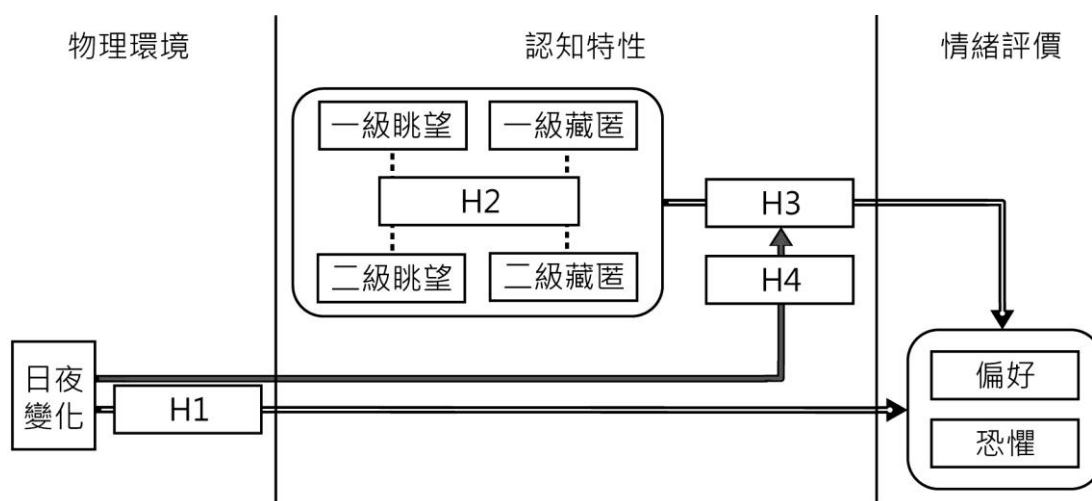 物理環境
認知特性
情緒評價
一級眺望
一級藏匿
H2
二級眺望
二級藏匿
H3
H4
日夜
變化
H1
偏好
恐懼